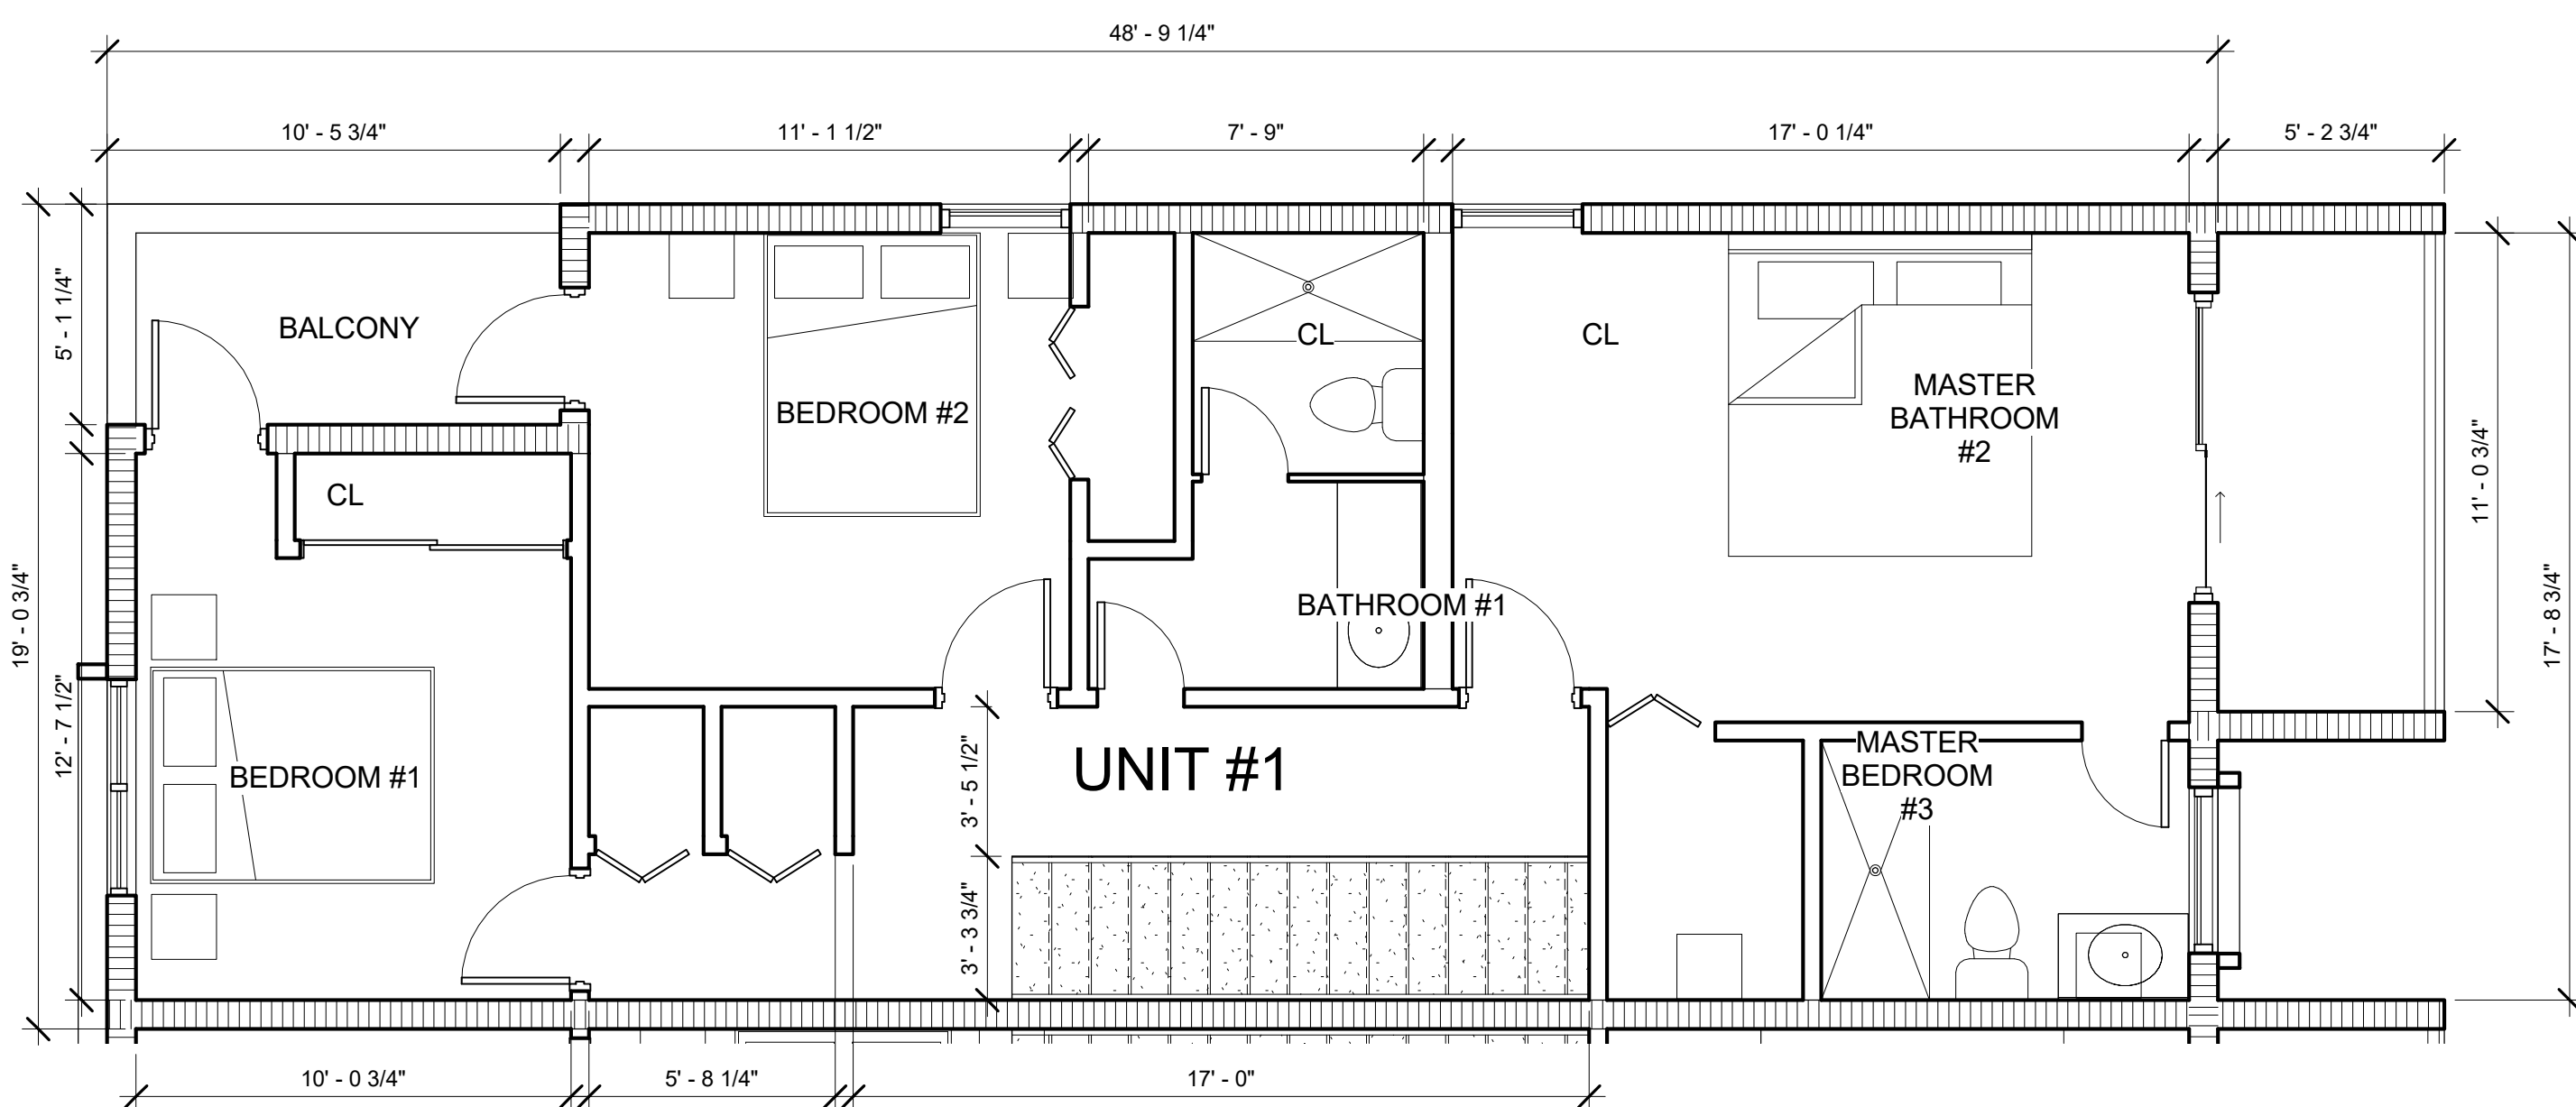 48' - 9 1/4"
10' - 5 3/4"
11' - 1 1/2"
7' - 9"
17' - 0 1/4"
5' - 2 3/4"
5' - 1 1/4"
19' - 0 3/4"
12' - 7 1/2"
BALCONY
CL
BEDROOM #2
CL
CL
MASTER
BATHROOM
#2
11' - 0 3/4"
17' - 8 3/4"
BATHROOM #1
BEDROOM #1
UNIT #1
3' - 5 1/2"
3' - 3 3/4"
MASTER
BEDROOM
#3
10' - 0 3/4"
5' - 8 1/4"
17' - 0"